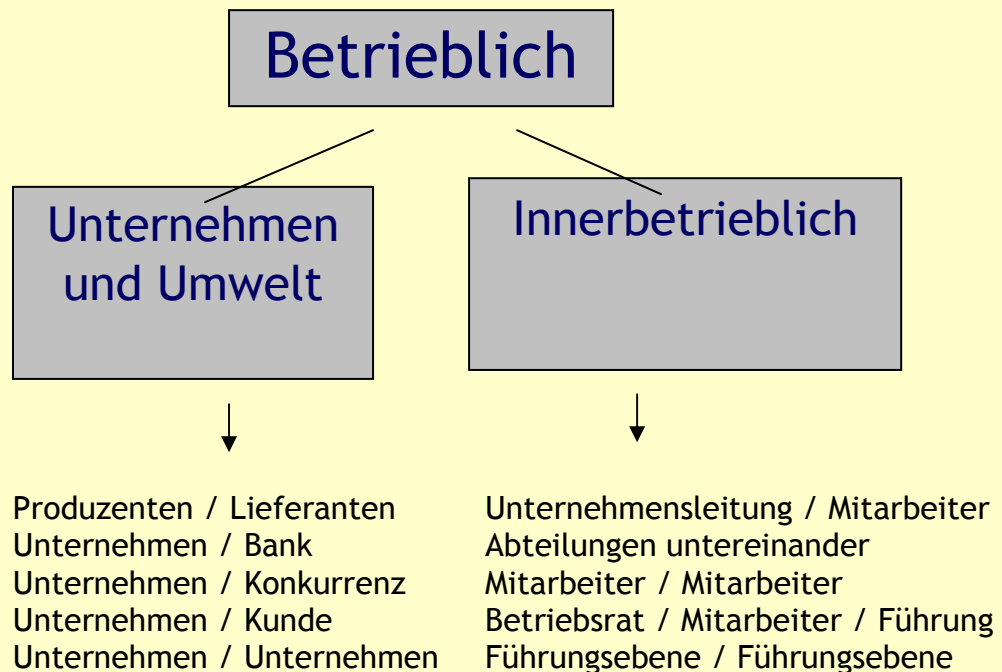 Betrieblich
Unternehmen
und Umwelt
Innerbetrieblich
Produzenten / Lieferanten
Unternehmen / Bank
Unternehmen / Konkurrenz
Unternehmen / Kunde
Unternehmen / Unternehmen
Unternehmensleitung / Mitarbeiter
Abteilungen untereinander
Mitarbeiter / Mitarbeiter
Betriebsrat / Mitarbeiter / Führung
Führungsebene / Führungsebene